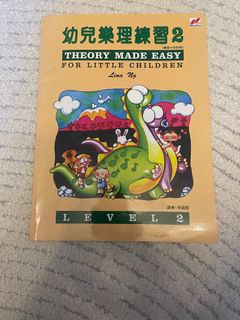 幼兒樂理練習2
THEORY MADE EASY
FOR LITTLE CHILDREN
Lina Ng
LEVEL 2